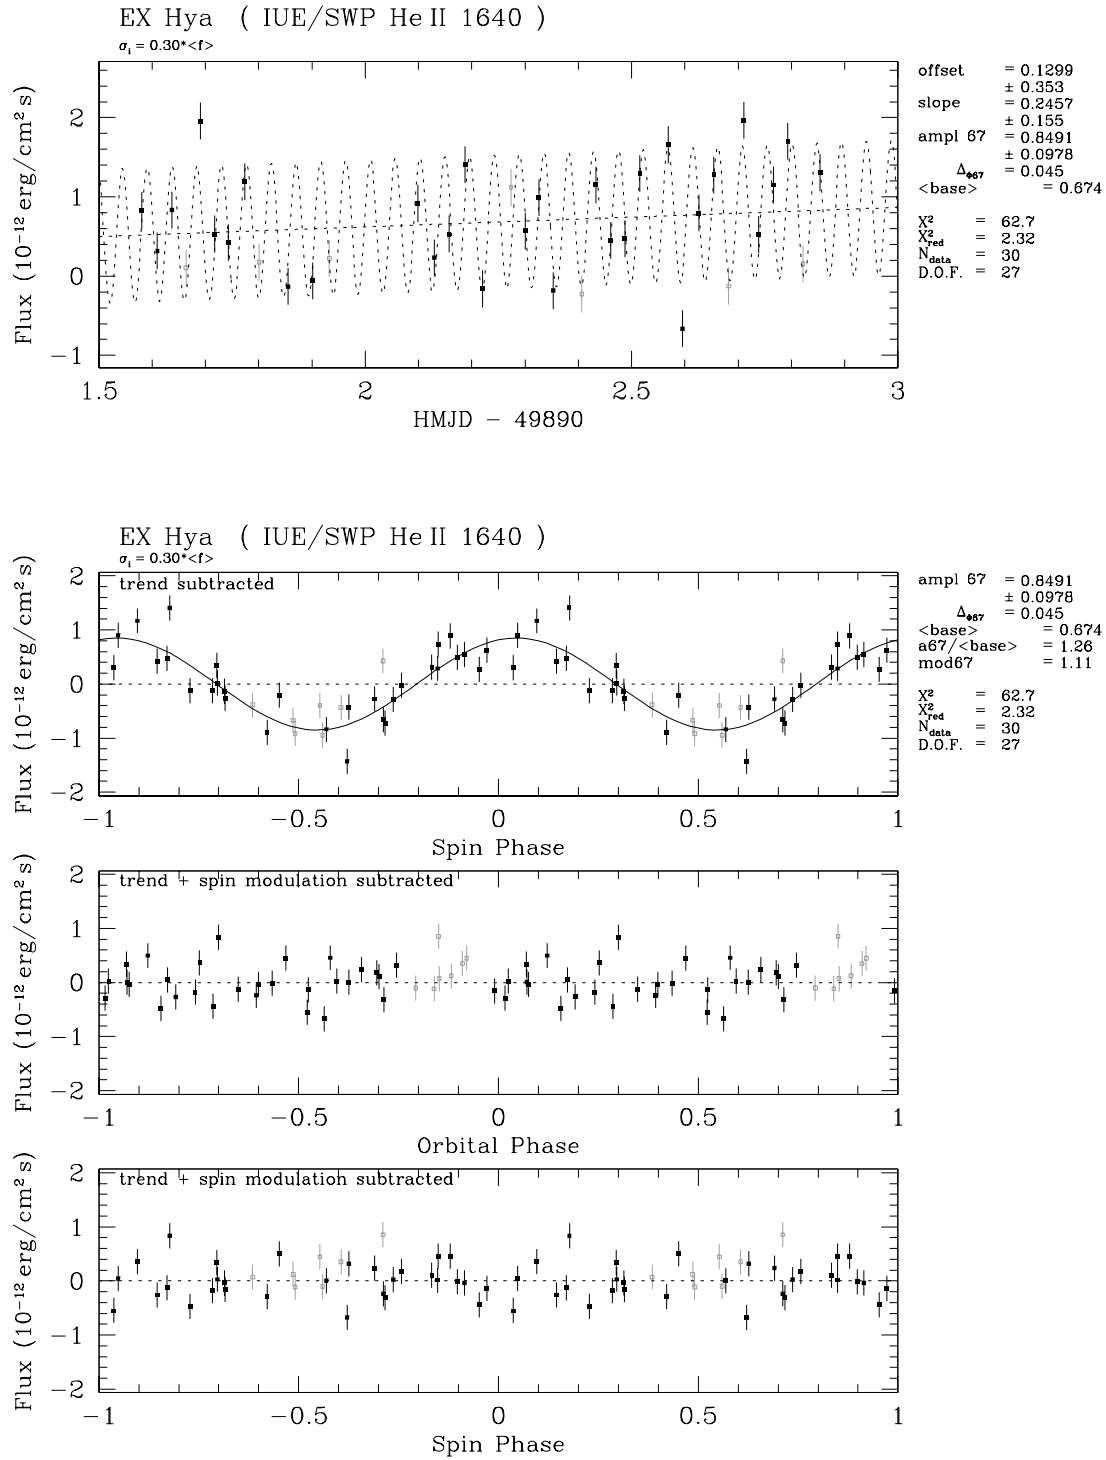 EX Hya ( IUE/SWP He II 1640 )
σi = 0.30*<f>
Flux (10−12 erg/cm2 s)
2
1
0
−1
1.5
2
2.5
3
HMJD − 49890
offset = 0.1299
± 0.353
slope = 0.2457
± 0.155
ampl 67 = 0.8491
± 0.0978
ΔΦ67 = 0.045
<base> = 0.674
X2 = 62.7
X2red = 2.32
Ndata = 30
D.O.F. = 27
EX Hya ( IUE/SWP He II 1640 )
σi = 0.30*<f>
trend subtracted
Flux (10−12 erg/cm2 s)
2
1
0
−1
−2
−1
−0.5
0
0.5
1
Spin Phase
ampl 67 = 0.8491
± 0.0978
ΔΦ67 = 0.045
<base> = 0.674
a67/<base> = 1.26
mod67 = 1.11
X2 = 62.7
X2red = 2.32
Ndata = 30
D.O.F. = 27
trend + spin modulation subtracted
Flux (10−12 erg/cm2 s)
2
1
0
−1
−2
−1
−0.5
0
0.5
1
Orbital Phase
trend + spin modulation subtracted
Flux (10−12 erg/cm2 s)
2
1
0
−1
−2
−1
−0.5
0
0.5
1
Spin Phase